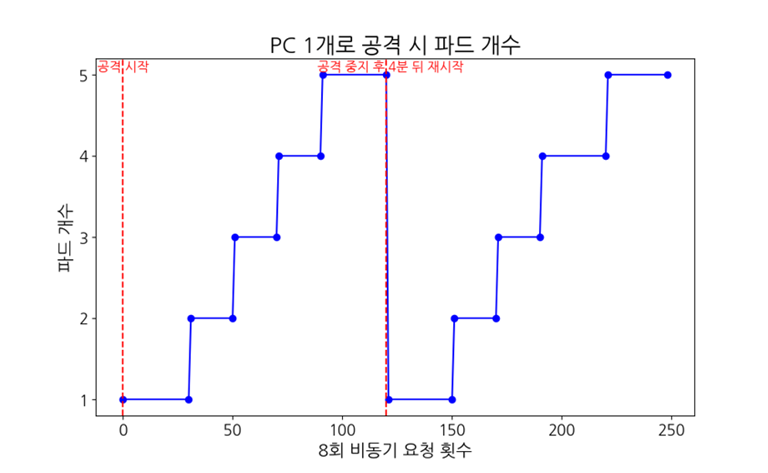 PC 1개로 공격 시 파드 개수
공격 시작
공격 중지 후 4분 뒤 재시작
5
4
3
2
1
파드 개수
0 50 100 150 200 250
8회 비동기 요청 횟수